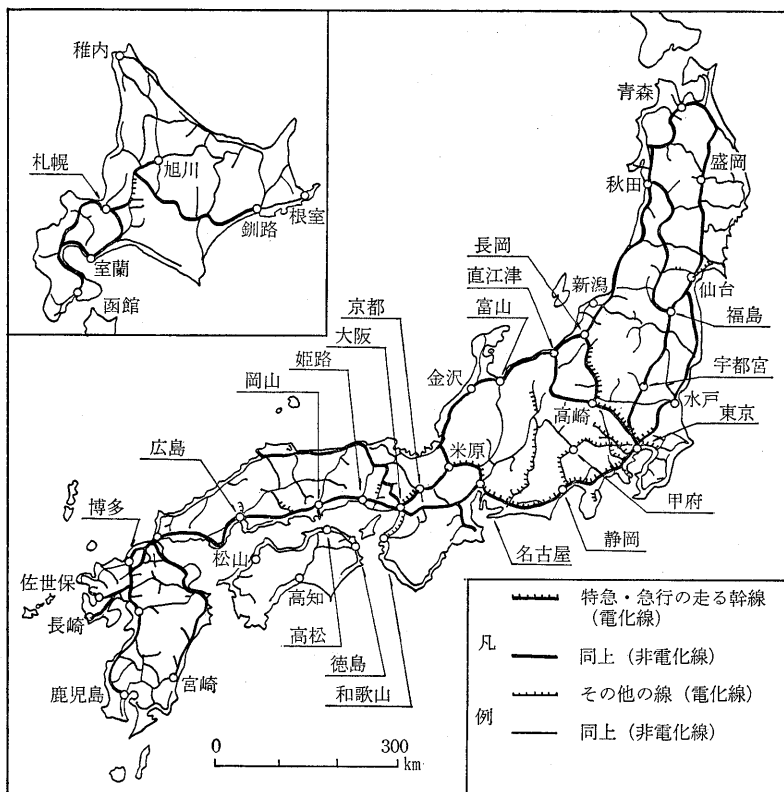 稚内
旭川
札幌
釧路
根室
室蘭
函館
青森
盛岡
秋田
長岡
直江津
新潟
仙台
京都
富山
福島
大阪
姫路
金沢
宇都宮
岡山
高崎
水戸
東京
広島
米原
博多
甲府
静岡
名古屋
松山
佐世保
高知
長崎
高松
徳島
鹿児島
宮崎
和歌山
0 300
km
凡例
特急・急行の走る幹線
(電化線)
同上(非電化線)
その他の線(電化線)
同上(非電化線)